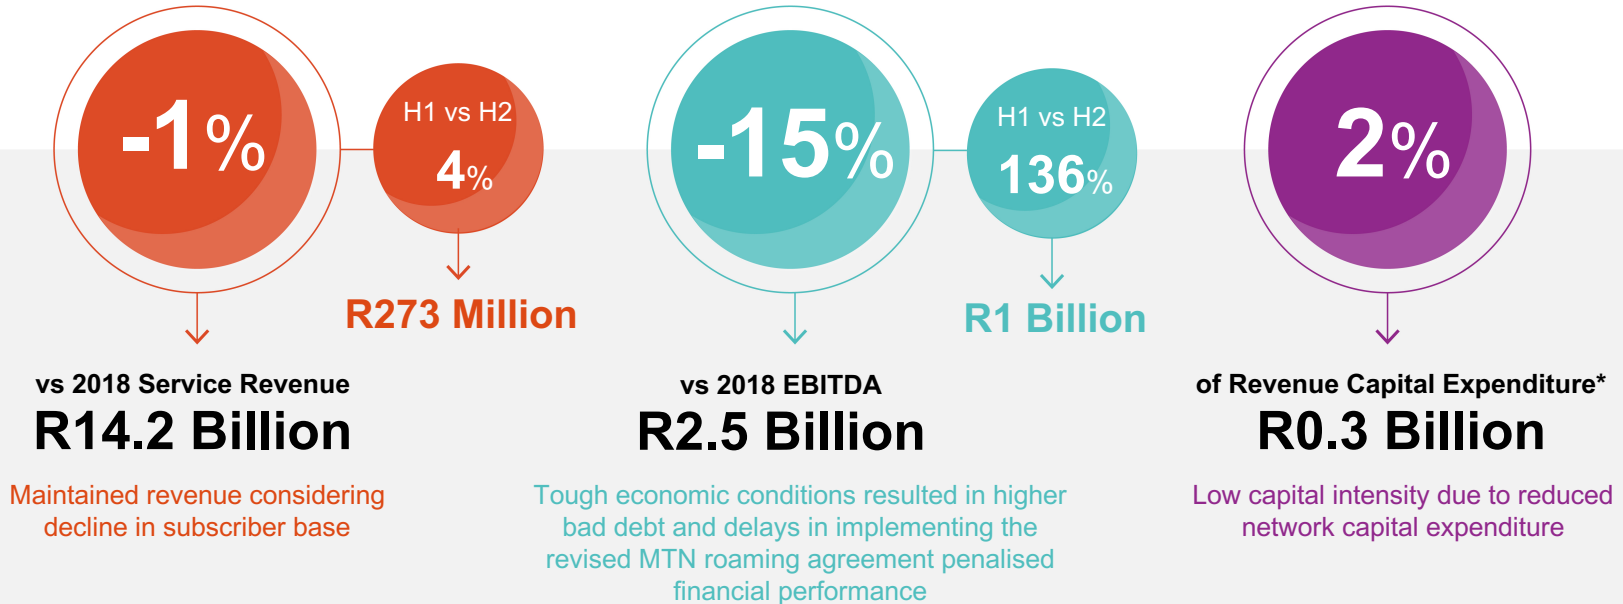 -1%
H1 vs H2
4%
R273 Million
vs 2018 Service Revenue
R14.2 Billion
Maintained revenue considering
decline in subscriber base
-15%
H1 vs H2
136%
R1 Billion
vs 2018 EBITDA
R2.5 Billion
Tough economic conditions resulted in higher
bad debt and delays in implementing the
revised MTN roaming agreement penalised
financial performance
2%
of Revenue Capital Expenditure*
R0.3 Billion
Low capital intensity due to reduced
network capital expenditure